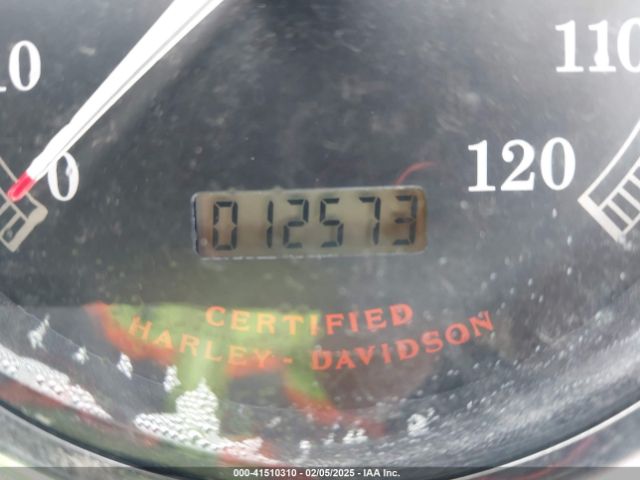 10
110
0
120
012573
CERTIFIED
HARLEY - DAVIDSON
000-41510310 - 02/05/2025 - IAA Inc.